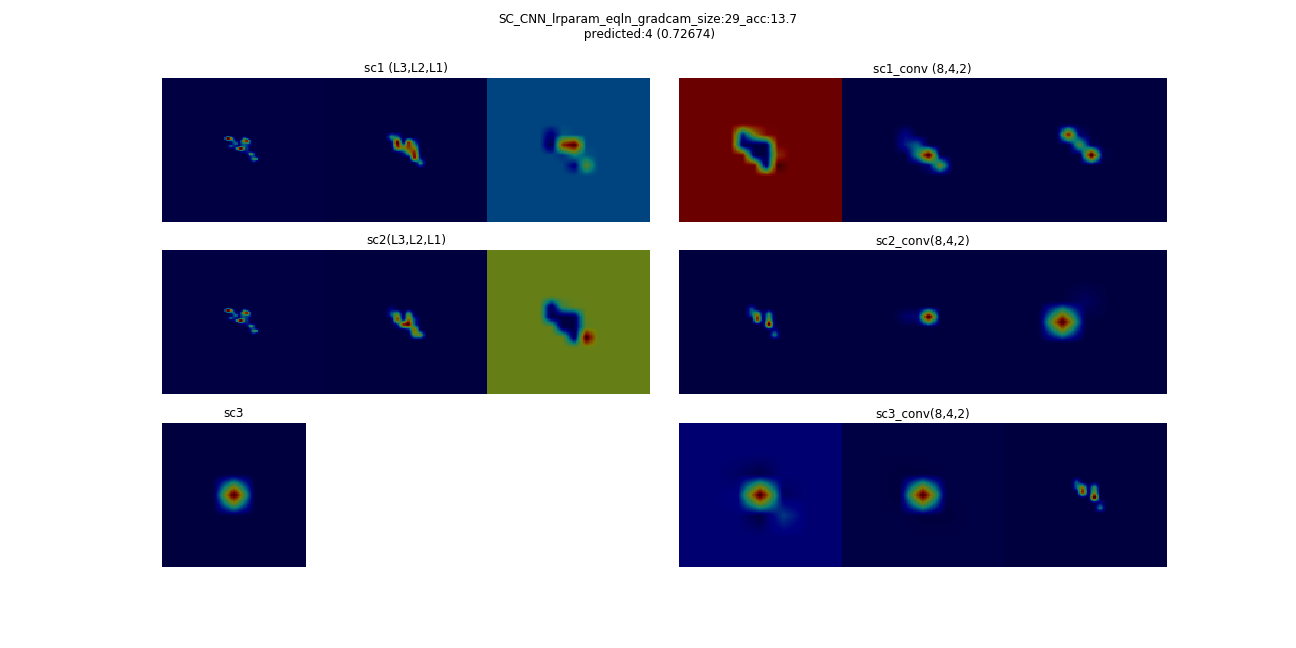 SC_CNN_lrparam_eqln_gradcam_size:29_acc:13.7
predicted:4 (0.72674)
sc1 (L3,L2,L1)
sc1_conv (8,4,2)
sc2(L3,L2,L1)
sc2_conv(8,4,2)
sc3
sc3_conv(8,4,2)